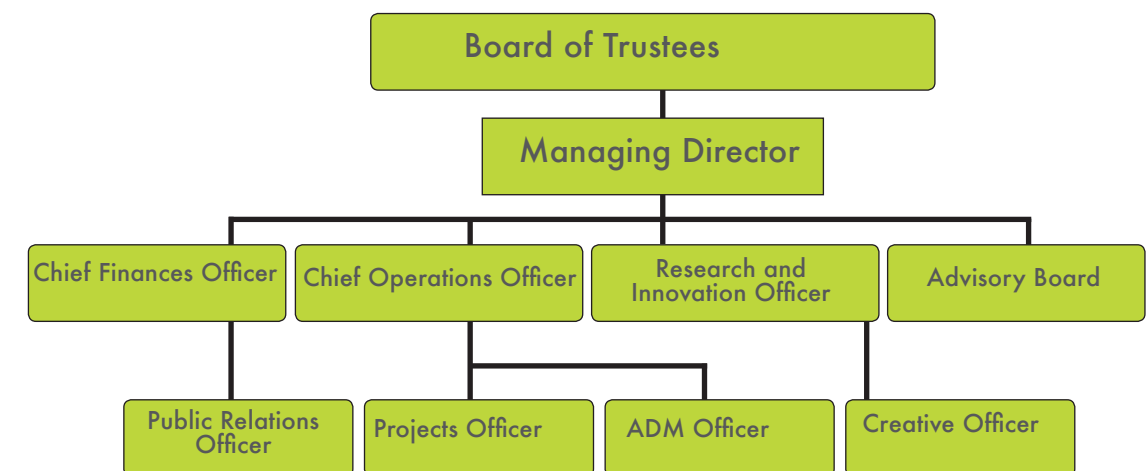 Board of Trustees
Managing Director
Chief Finances Officer
Chief Operations Officer
Research and
Innovation Officer
Advisory Board
Public Relations
Officer
Projects Officer
ADM Officer
Creative Officer